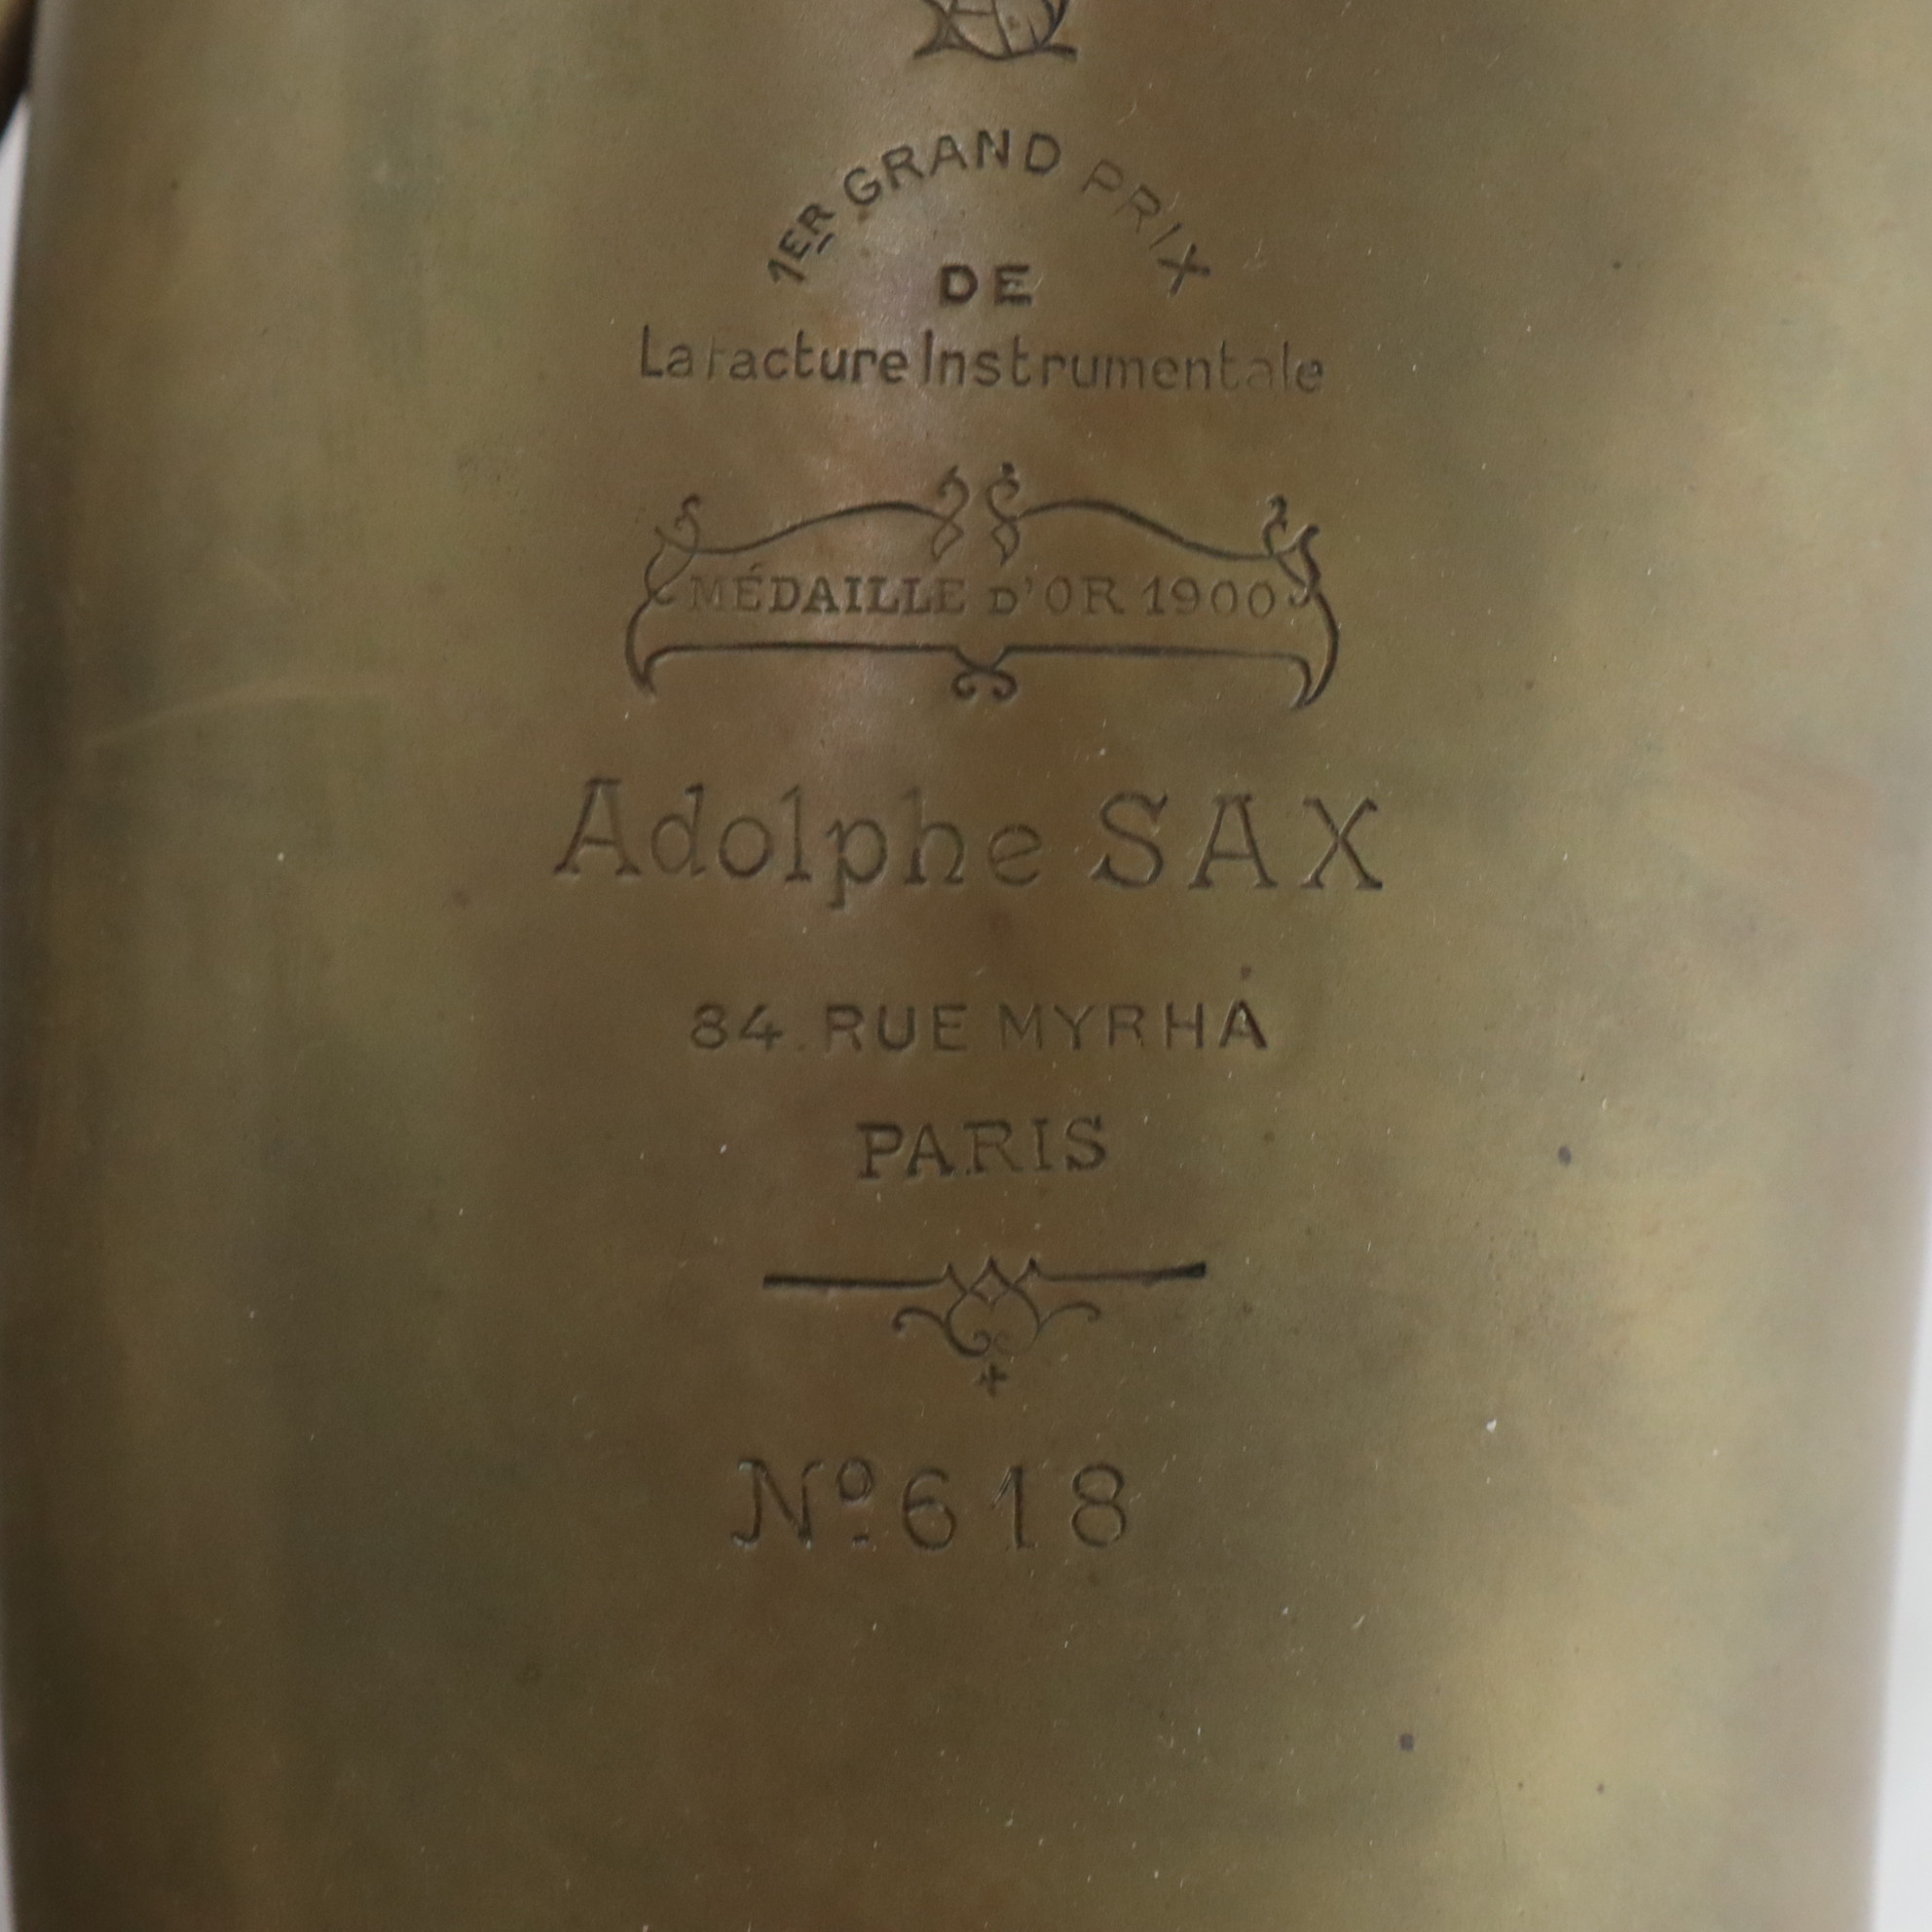 1ER GRAND PRIX
DE
La facture Instrumentale
MÉDAILLE D'OR 1900
Adolphe SAX
84. RUE MYRHA
PARIS
Nº 618